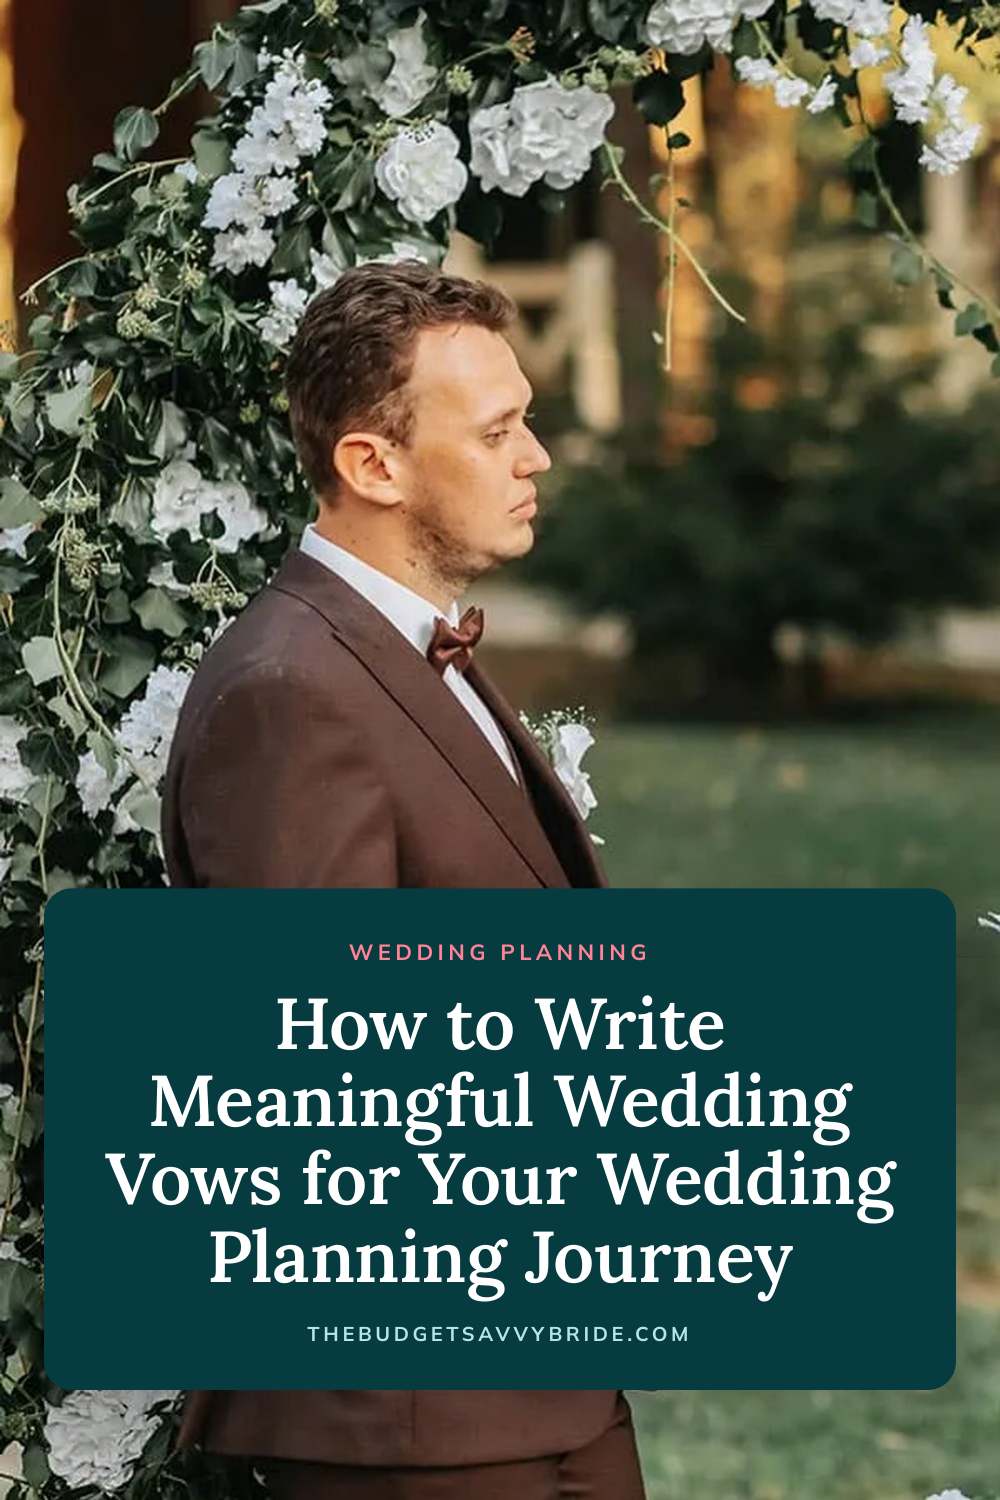 WEDDING PLANNING
How to Write
Meaningful Wedding
Vows for Your Wedding
Planning Journey
THEBUDGETSAVVYBRIDE.COM